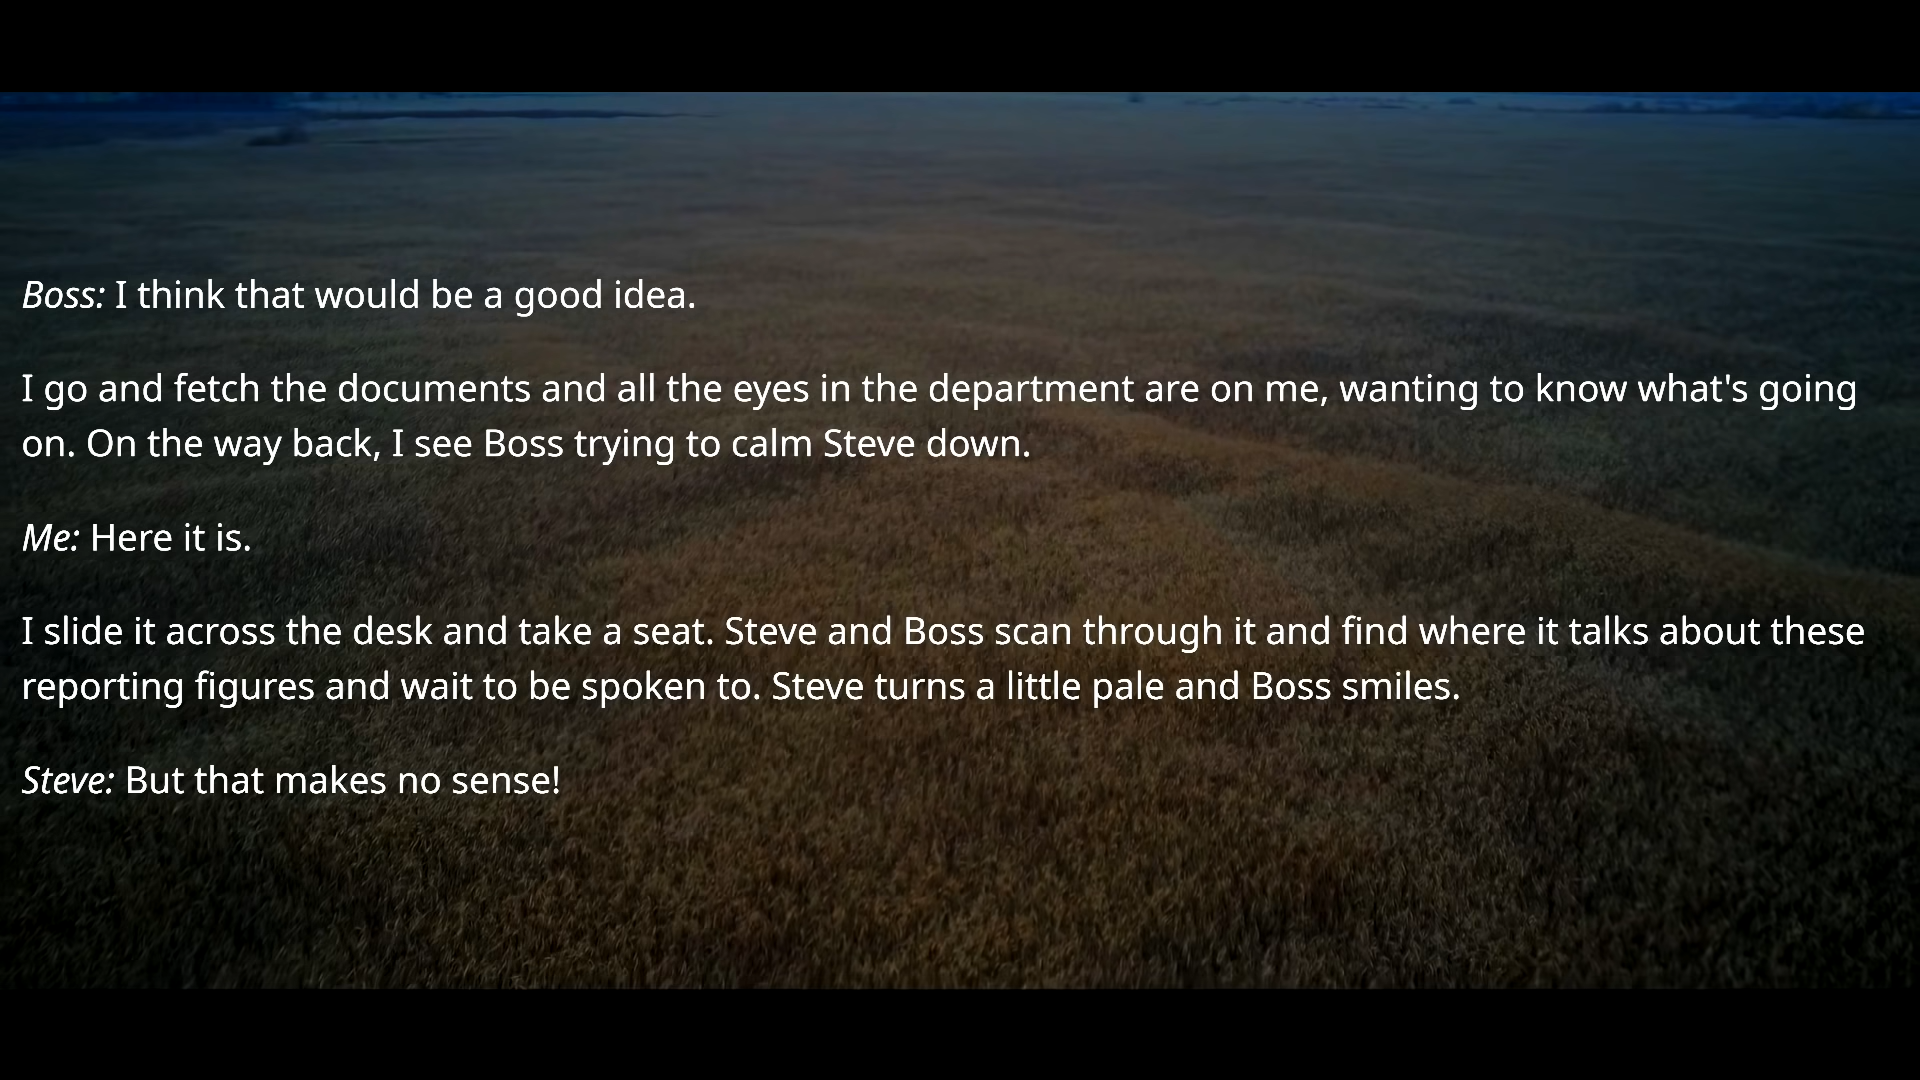 Boss: I think that would be a good idea.
I go and fetch the documents and all the eyes in the department are on me, wanting to know what's going
on. On the way back, I see Boss trying to calm Steve down.
Me: Here it is.
I slide it across the desk and take a seat. Steve and Boss scan through it and find where it talks about these
reporting figures and wait to be spoken to. Steve turns a little pale and Boss smiles.
Steve: But that makes no sense!